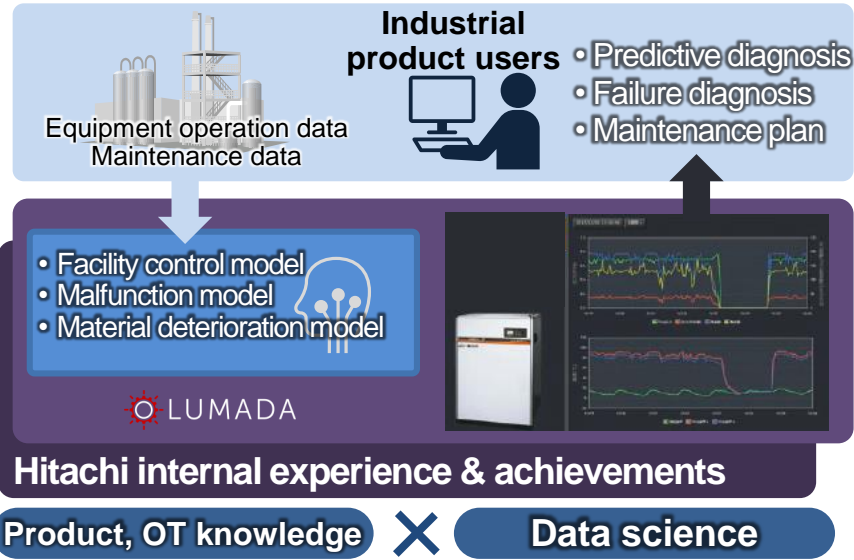 Industrial
product users
• Predictive diagnosis
• Failure diagnosis
• Maintenance plan
Equipment operation data
Maintenance data
• Facility control model
• Malfunction model
• Material deterioration model
LUMADA
Hitachi internal experience & achievements
Product, OT knowledge
Data science